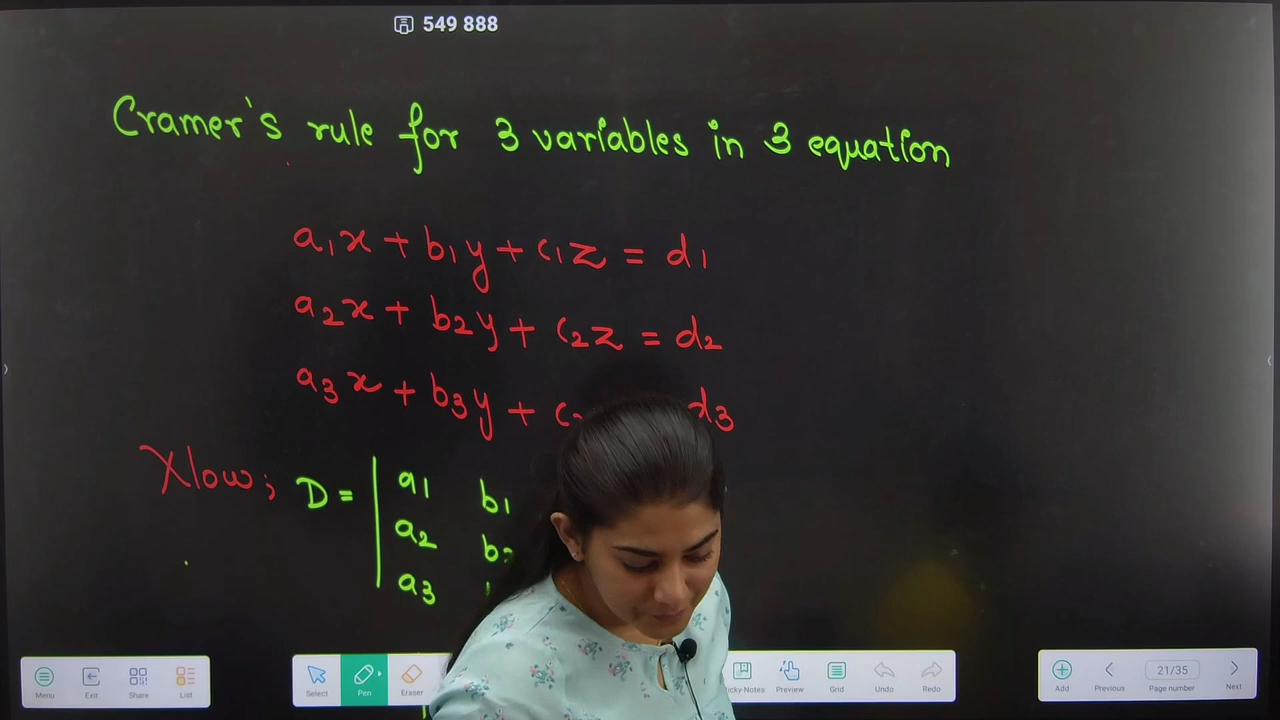 549 888
Cramer's rule for 3 variables in 3 equation
a₁x + b₁y + c₁z = d₁
a₂x + b₂y + c₂z = d₂
a₃x + b₃y + c d₃
Now; D = | a₁ b₁
a₂ b₂
a₃
Menu Exit Share List Select Pen Eraser cky-Notes Preview Grid Undo Redo Add Previous 21/35 Page number Next